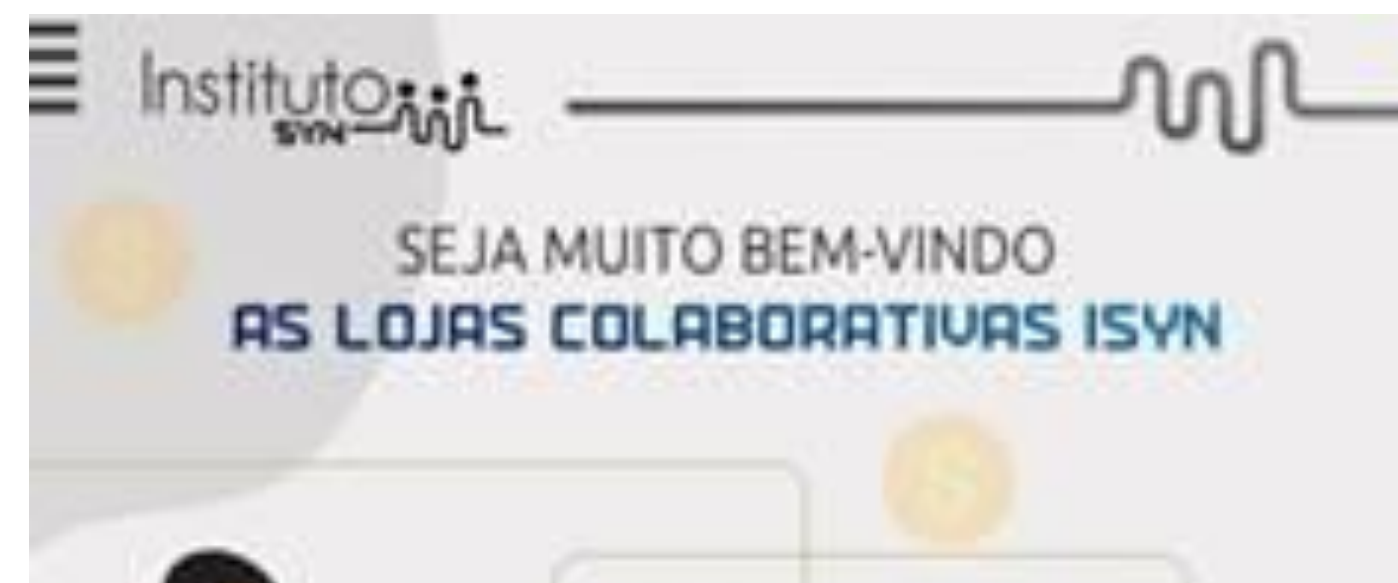 Instituto
SYN
SEJA MUITO BEM-VINDO
AS LOJAS COLABORATIVAS ISYN